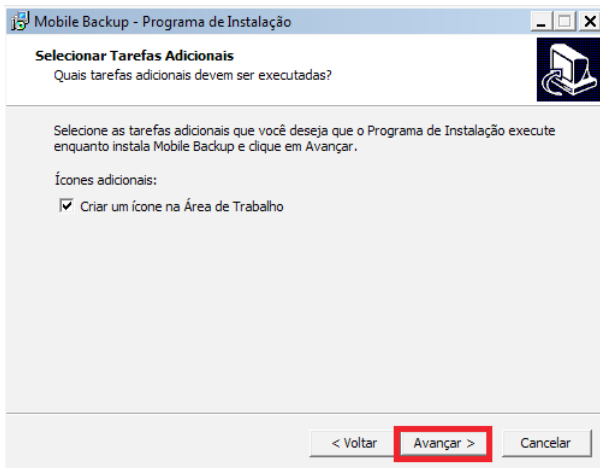 Mobile Backup - Programa de Instalação
Selecionar Tarefas Adicionais
Quais tarefas adicionais devem ser executadas?
Selecione as tarefas adicionais que você deseja que o Programa de Instalação execute
enquanto instala Mobile Backup e clique em Avançar.
Ícones adicionais:
Criar um ícone na Área de Trabalho
< Voltar
Avançar >
Cancelar